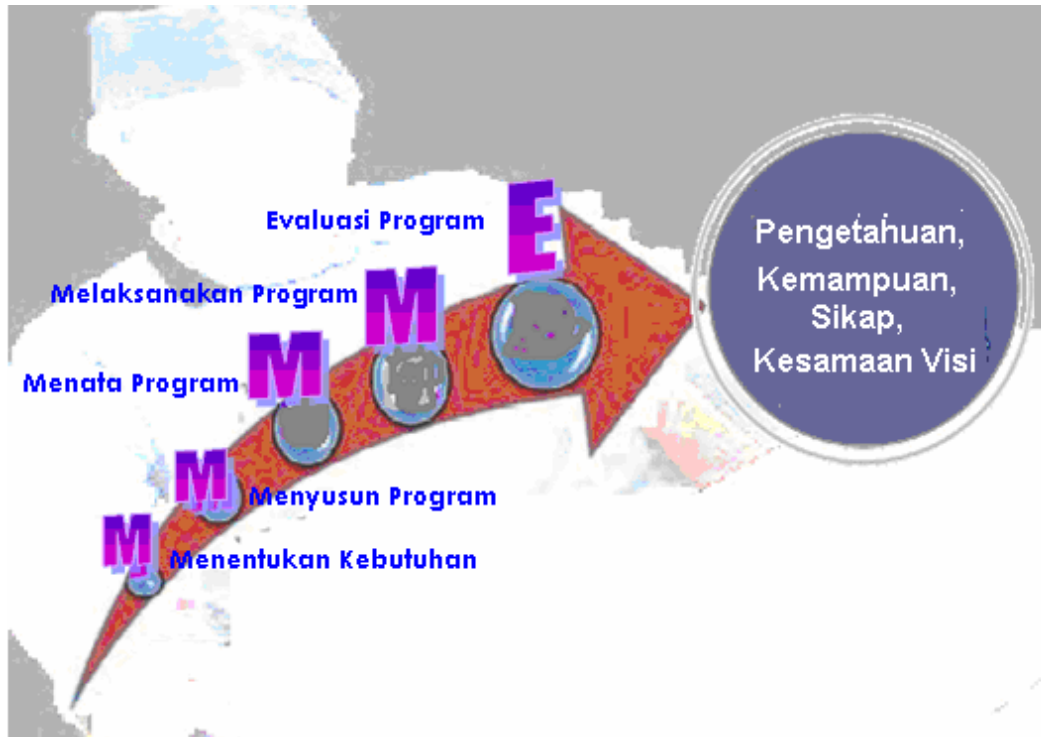 E
Evaluasi Program
M
Melaksanakan Program
M
Menata Program
M
Menyusun Program
M
Menentukan Kebutuhan
Pengetahuan,
Kemampuan,
Sikap,
Kesamaan Visi